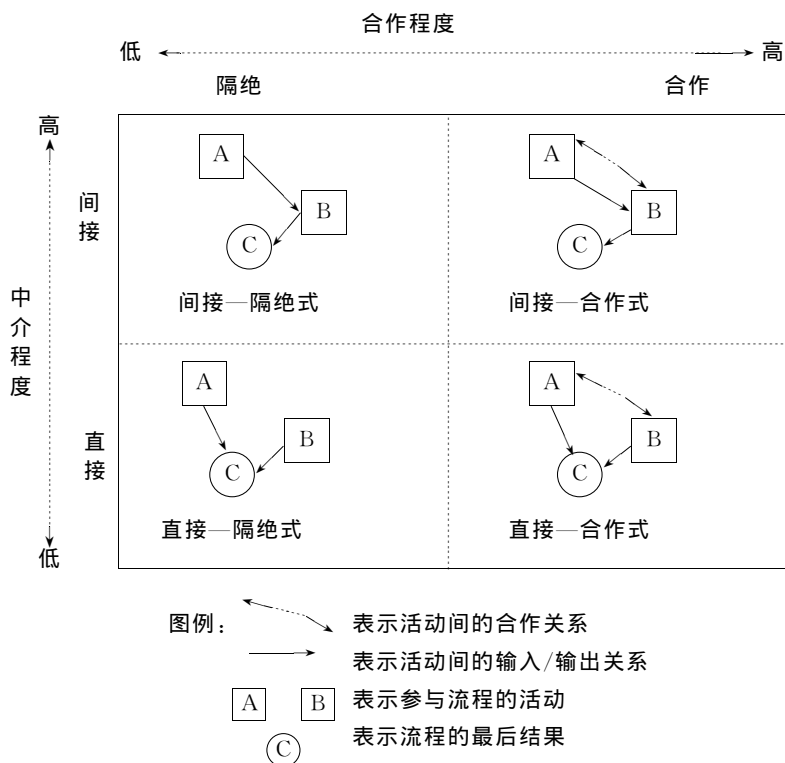 合作程度
低 高
隔绝 合作
高
间接
中介程度
直接
低
A
B
C
间接—隔绝式
A
B
C
间接—合作式
A
B
C
直接—隔绝式
A
B
C
直接—合作式
图例: 表示活动间的合作关系
表示活动间的输入/输出关系
A B 表示参与流程的活动
C 表示流程的最后结果